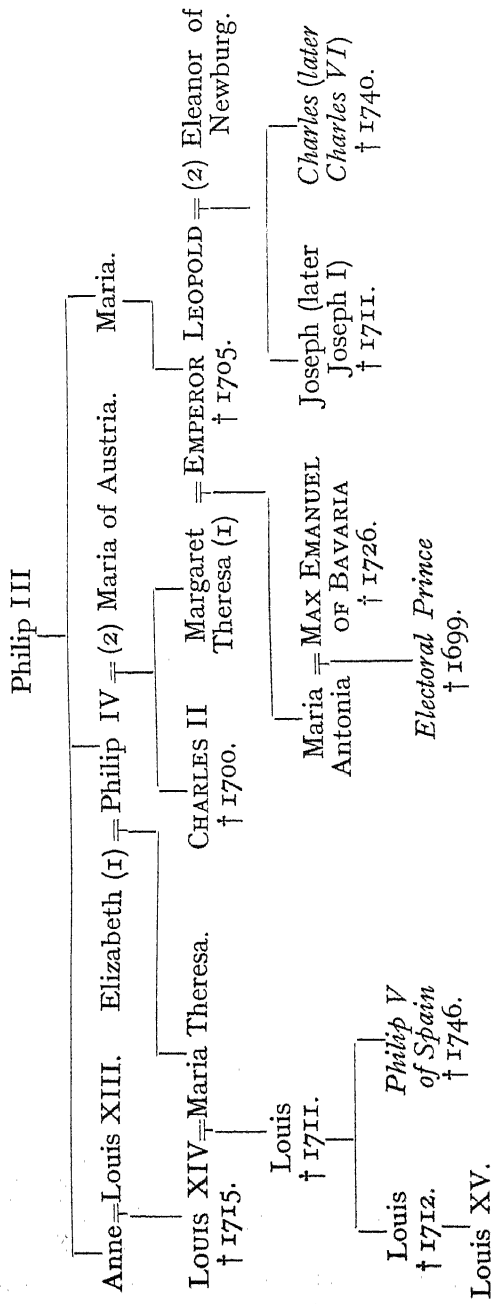 Philip III
Anne=Louis XIII. Elizabeth (1) = Philip IV = (2) Maria of Austria. Maria.
LOUIS XIV=Maria Theresa. CHARLES II Margaret = EMPEROR LEOPOLD = (2) Eleanor of
† 1715. † 1700. Theresa (1) † 1705. Newburg.
Louis Maria = MAX EMANUEL Joseph (later Charles (later
† 1711. Antonia OF BAVARIA Joseph I) Charles VI)
† 1726. † 1711. † 1740.
Louis Philip V Electoral Prince
† 1712. of Spain † 1699.
† 1746.
Louis XV.